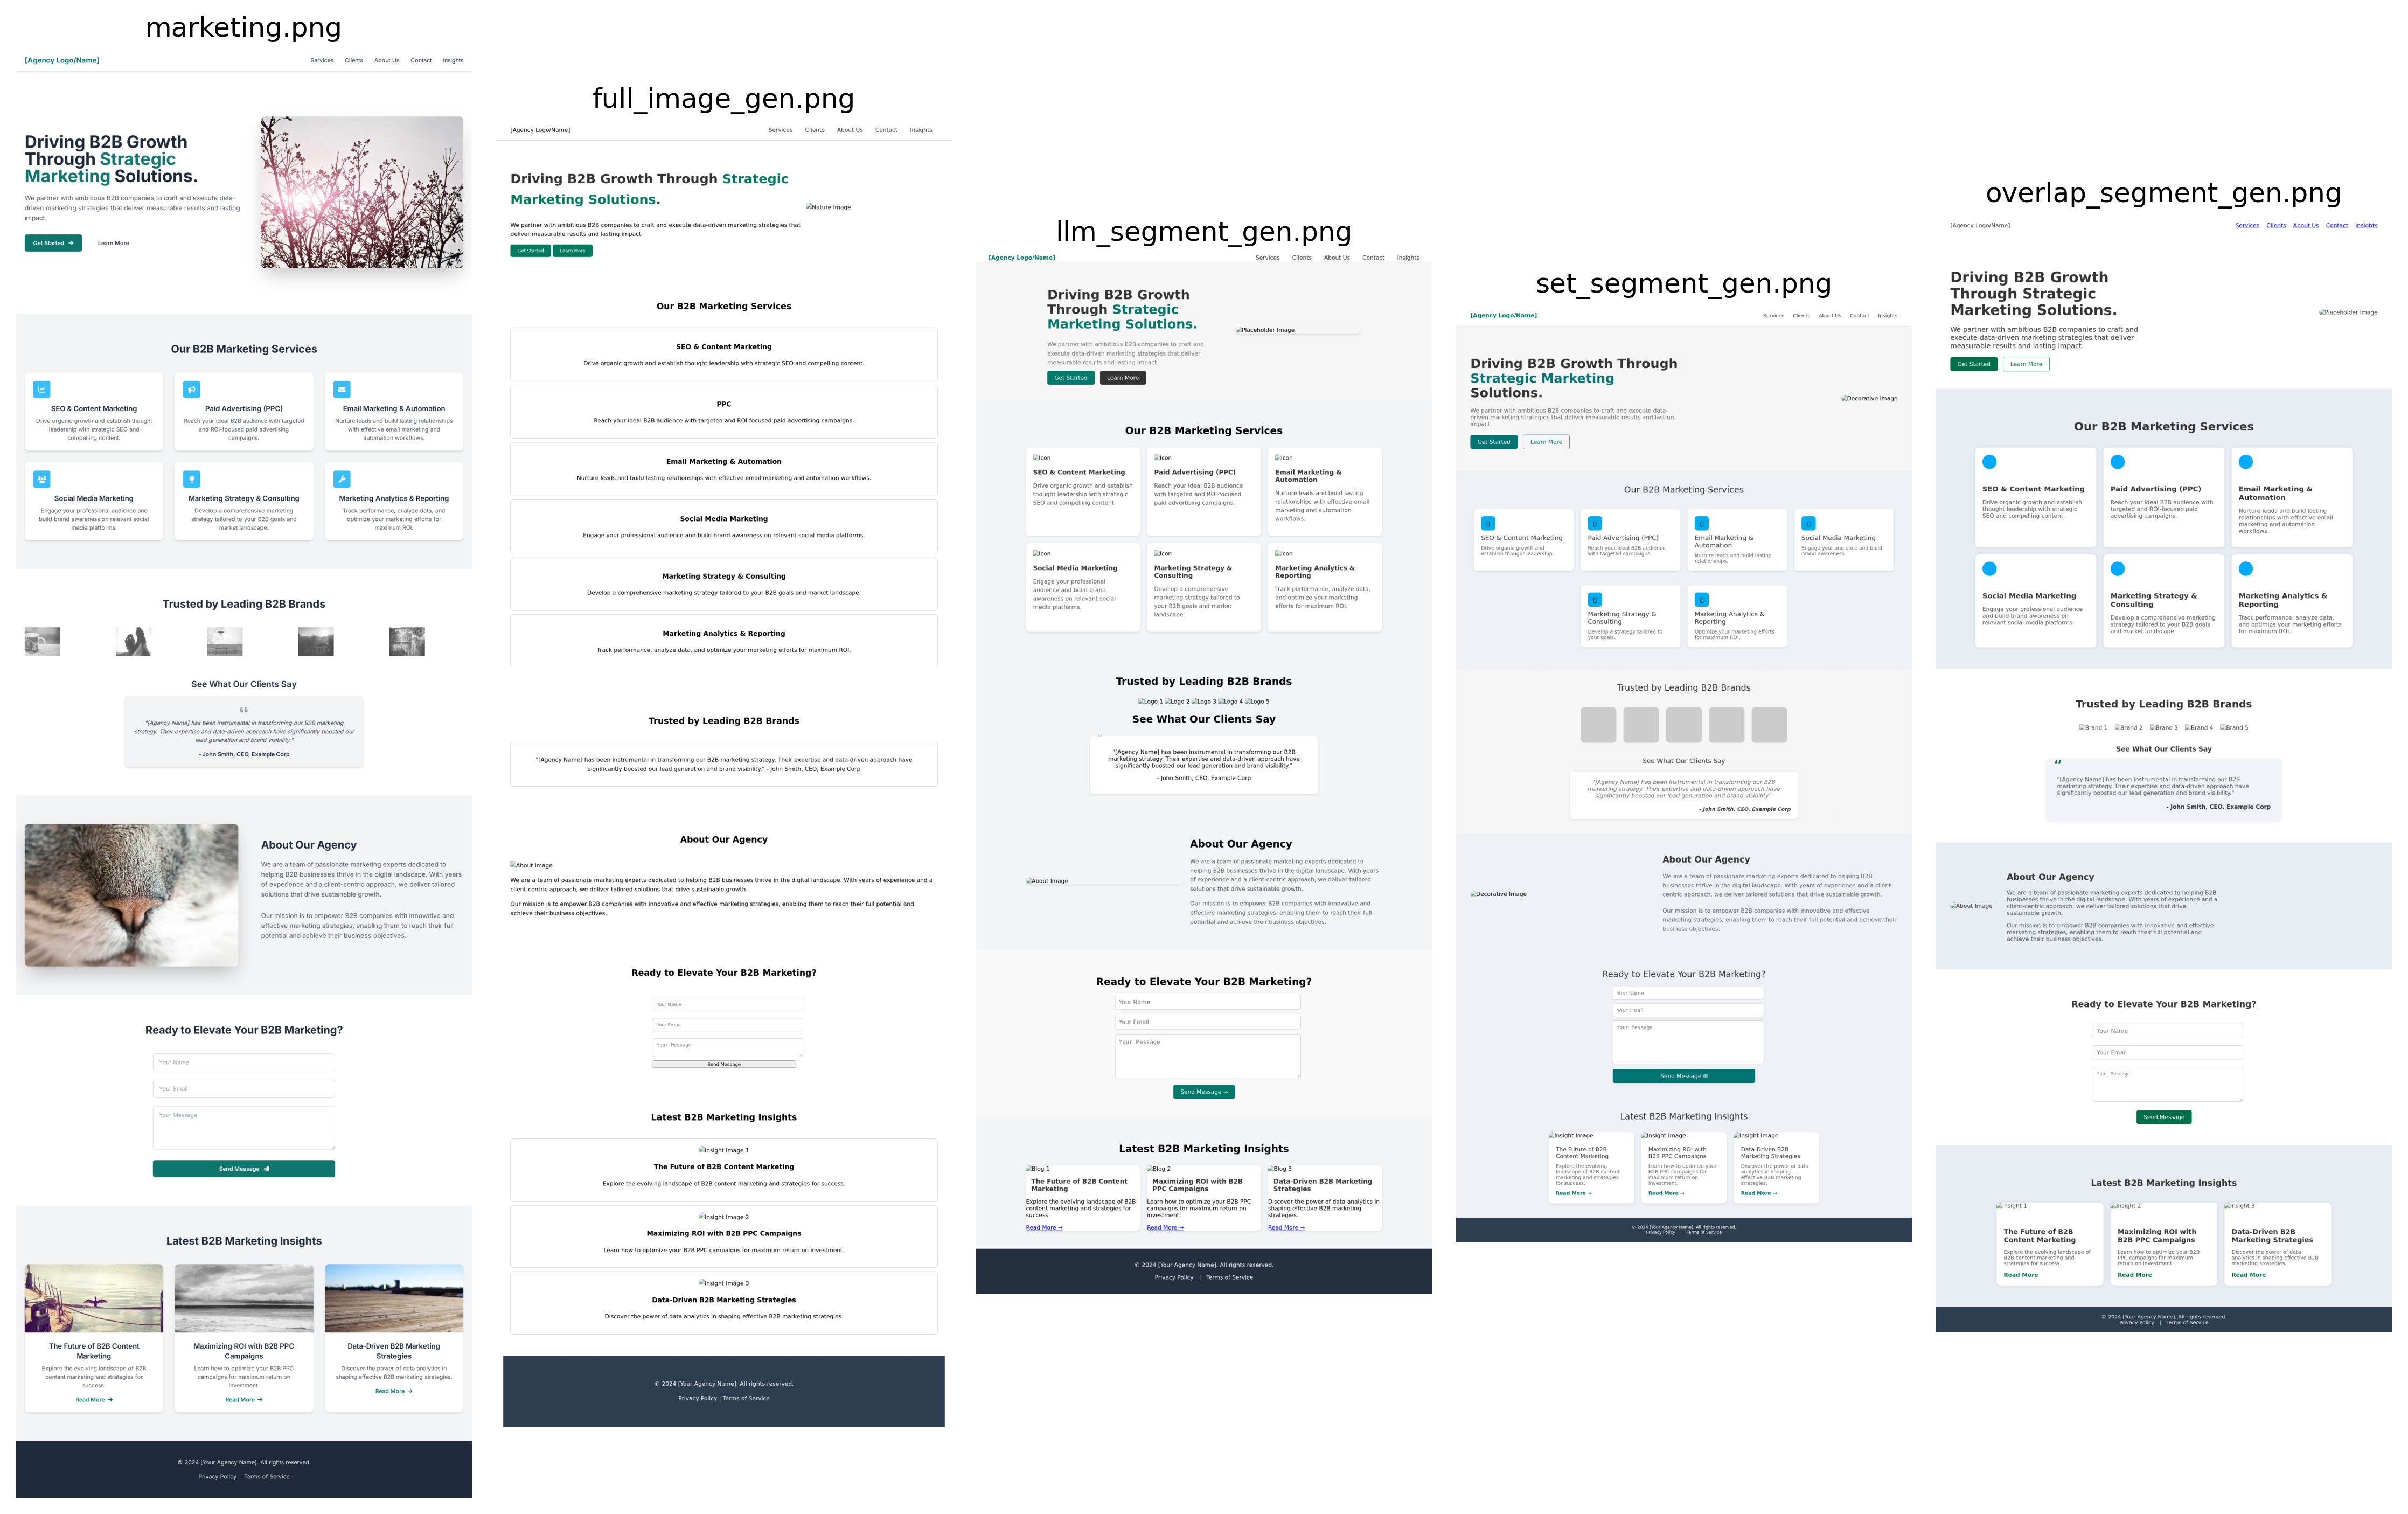 marketing.png
[Agency Logo/Name]
Services Clients About Us Contact Insights
Driving B2B Growth
Through Strategic
Marketing Solutions.
We partner with ambitious B2B companies to craft and execute data-
driven marketing strategies that deliver measurable results and lasting
impact.
Get Started → Learn More
Our B2B Marketing Services
SEO & Content Marketing
Drive organic growth and establish thought
leadership with strategic SEO and
compelling content.
Paid Advertising (PPC)
Reach your ideal B2B audience with targeted
and ROI-focused paid advertising
campaigns.
Email Marketing & Automation
Nurture leads and build lasting relationships
with effective email marketing and
automation workflows.
Social Media Marketing
Engage your professional audience and
build brand awareness on relevant social
media platforms.
Marketing Strategy & Consulting
Develop a comprehensive marketing
strategy tailored to your B2B goals and
market landscape.
Marketing Analytics & Reporting
Track performance, analyze data, and
optimize your marketing efforts for
maximum ROI.
Trusted by Leading B2B Brands
See What Our Clients Say
"[Agency Name] has been instrumental in transforming our B2B marketing
strategy. Their expertise and data-driven approach have significantly boosted our
lead generation and brand visibility."
- John Smith, CEO, Example Corp
About Our Agency
We are a team of passionate marketing experts dedicated to
helping B2B businesses thrive in the digital landscape. With years
of experience and a client-centric approach, we deliver tailored
solutions that drive sustainable growth.
Our mission is to empower B2B companies with innovative and
effective marketing strategies, enabling them to reach their full
potential and achieve their business objectives.
Ready to Elevate Your B2B Marketing?
Your Name
Your Email
Your Message
Send Message
Latest B2B Marketing Insights
The Future of B2B Content
Marketing
Explore the evolving landscape of B2B
content marketing and strategies for
success.
Read More →
Maximizing ROI with B2B PPC
Campaigns
Learn how to optimize your B2B PPC
campaigns for maximum return on
investment.
Read More →
Data-Driven B2B Marketing
Strategies
Discover the power of data analytics in
shaping effective B2B marketing strategies.
Read More →
© 2024 [Your Agency Name]. All rights reserved.
Privacy Policy Terms of Service
full_image_gen.png
[Agency Logo/Name]
Services Clients About Us Contact Insights
Driving B2B Growth Through Strategic
Marketing Solutions.
Nature Image
We partner with ambitious B2B companies to craft and execute data-driven marketing strategies that
deliver measurable results and lasting impact.
Get Started Learn More
Our B2B Marketing Services
SEO & Content Marketing
Drive organic growth and establish thought leadership with strategic SEO and compelling content.
PPC
Reach your ideal B2B audience with targeted and ROI-focused paid advertising campaigns.
Email Marketing & Automation
Nurture leads and build lasting relationships with effective email marketing and automation workflows.
Social Media Marketing
Engage your professional audience and build brand awareness on relevant social media platforms.
Marketing Strategy & Consulting
Develop a comprehensive marketing strategy tailored to your B2B goals and market landscape.
Marketing Analytics & Reporting
Track performance, analyze data, and optimize your marketing efforts for maximum ROI.
Trusted by Leading B2B Brands
"[Agency Name] has been instrumental in transforming our B2B marketing strategy. Their expertise and data-driven approach have
significantly boosted our lead generation and brand visibility." - John Smith, CEO, Example Corp
About Our Agency
About Image
We are a team of passionate marketing experts dedicated to helping B2B businesses thrive in the digital landscape. With years of experience and a
client-centric approach, we deliver tailored solutions that drive sustainable growth.
Our mission is to empower B2B companies with innovative and effective marketing strategies, enabling them to reach their full potential and
achieve their business objectives.
Ready to Elevate Your B2B Marketing?
Your Name
Your Email
Your Message
Send Message
Latest B2B Marketing Insights
Insight Image 1
The Future of B2B Content Marketing
Explore the evolving landscape of B2B content marketing and strategies for success.
Insight Image 2
Maximizing ROI with B2B PPC Campaigns
Learn how to optimize your B2B PPC campaigns for maximum return on investment.
Insight Image 3
Data-Driven B2B Marketing Strategies
Discover the power of data analytics in shaping effective B2B marketing strategies.
© 2024 [Your Agency Name]. All rights reserved.
Privacy Policy | Terms of Service
llm_segment_gen.png
[Agency Logo/Name]
Services Clients About Us Contact Insights
Driving B2B Growth
Through Strategic
Marketing Solutions.
Placeholder Image
We partner with ambitious B2B companies to craft and
execute data-driven marketing strategies that deliver
measurable results and lasting impact.
Get Started Learn More
Our B2B Marketing Services
Icon
SEO & Content Marketing
Drive organic growth and establish
thought leadership with strategic
SEO and compelling content.
Icon
Paid Advertising (PPC)
Reach your ideal B2B audience
with targeted and ROI-focused
paid advertising campaigns.
Icon
Email Marketing &
Automation
Nurture leads and build lasting
relationships with effective email
marketing and automation
workflows.
Icon
Social Media Marketing
Engage your professional
audience and build brand
awareness on relevant social
media platforms.
Icon
Marketing Strategy &
Consulting
Develop a comprehensive
marketing strategy tailored to
your B2B goals and market
landscape.
Icon
Marketing Analytics &
Reporting
Track performance, analyze data,
and optimize your marketing
efforts for maximum ROI.
Trusted by Leading B2B Brands
Logo 1 Logo 2 Logo 3 Logo 4 Logo 5
See What Our Clients Say
"[Agency Name] has been instrumental in transforming our B2B
marketing strategy. Their expertise and data-driven approach have
significantly boosted our lead generation and brand visibility."
- John Smith, CEO, Example Corp
About Image
About Our Agency
We are a team of passionate marketing experts dedicated to
helping B2B businesses thrive in the digital landscape. With years
of experience and a client-centric approach, we deliver tailored
solutions that drive sustainable growth.
Our mission is to empower B2B companies with innovative and
effective marketing strategies, enabling them to reach their full
potential and achieve their business objectives.
Ready to Elevate Your B2B Marketing?
Your Name
Your Email
Your Message
Send Message →
Latest B2B Marketing Insights
Blog 1
The Future of B2B Content
Marketing
Explore the evolving landscape of B2B
content marketing and strategies for
success.
Read More →
Blog 2
Maximizing ROI with B2B
PPC Campaigns
Learn how to optimize your B2B PPC
campaigns for maximum return on
investment.
Read More →
Blog 3
Data-Driven B2B Marketing
Strategies
Discover the power of data analytics in
shaping effective B2B marketing
strategies.
Read More →
© 2024 [Your Agency Name]. All rights reserved.
Privacy Policy | Terms of Service
set_segment_gen.png
[Agency Logo/Name]
Services Clients About Us Contact Insights
Driving B2B Growth Through
Strategic Marketing
Solutions.
Decorative Image
We partner with ambitious B2B companies to craft and execute data-
driven marketing strategies that deliver measurable results and lasting
impact.
Get Started Learn More
Our B2B Marketing Services
SEO & Content Marketing
Drive organic growth and
establish thought leadership.
Paid Advertising (PPC)
Reach your ideal B2B audience
with targeted campaigns.
Email Marketing &
Automation
Nurture leads and build lasting
relationships.
Social Media Marketing
Engage your audience and build
brand awareness.
Marketing Strategy &
Consulting
Develop a strategy tailored to
your goals.
Marketing Analytics &
Reporting
Optimize your marketing efforts
for maximum ROI.
Trusted by Leading B2B Brands
See What Our Clients Say
"[Agency Name] has been instrumental in transforming our B2B
marketing strategy. Their expertise and data-driven approach have
significantly boosted our lead generation and brand visibility."
- John Smith, CEO, Example Corp
Decorative Image
About Our Agency
We are a team of passionate marketing experts dedicated to helping B2B
businesses thrive in the digital landscape. With years of experience and a client-
centric approach, we deliver tailored solutions that drive sustainable growth.
Our mission is to empower B2B companies with innovative and effective
marketing strategies, enabling them to reach their full potential and achieve their
business objectives.
Ready to Elevate Your B2B Marketing?
Your Name
Your Email
Your Message
Send Message ✉
Latest B2B Marketing Insights
Insight Image
The Future of B2B
Content Marketing
Explore the evolving
landscape of B2B content
marketing and strategies
for success.
Read More →
Insight Image
Maximizing ROI with
B2B PPC Campaigns
Learn how to optimize your
B2B PPC campaigns for
maximum return on
investment.
Read More →
Insight Image
Data-Driven B2B
Marketing Strategies
Discover the power of data
analytics in shaping
effective B2B marketing
strategies.
Read More →
© 2024 [Your Agency Name]. All rights reserved.
Privacy Policy | Terms of Service
overlap_segment_gen.png
[Agency Logo/Name]
Services Clients About Us Contact Insights
Driving B2B Growth
Through Strategic
Marketing Solutions.
Placeholder image
We partner with ambitious B2B companies to craft and
execute data-driven marketing strategies that deliver
measurable results and lasting impact.
Get Started Learn More
Our B2B Marketing Services
SEO & Content Marketing
Drive organic growth and establish
thought leadership with strategic
SEO and compelling content.
Paid Advertising (PPC)
Reach your ideal B2B audience with
targeted and ROI-focused paid
advertising campaigns.
Email Marketing &
Automation
Nurture leads and build lasting
relationships with effective email
marketing and automation
workflows.
Social Media Marketing
Engage your professional audience
and build brand awareness on
relevant social media platforms.
Marketing Strategy &
Consulting
Develop a comprehensive marketing
strategy tailored to your B2B goals
and market landscape.
Marketing Analytics &
Reporting
Track performance, analyze data,
and optimize your marketing efforts
for maximum ROI.
Trusted by Leading B2B Brands
Brand 1 Brand 2 Brand 3 Brand 4 Brand 5
See What Our Clients Say
“
"[Agency Name] has been instrumental in transforming our B2B
marketing strategy. Their expertise and data-driven approach have
significantly boosted our lead generation and brand visibility."
- John Smith, CEO, Example Corp
About Image
About Our Agency
We are a team of passionate marketing experts dedicated to helping B2B
businesses thrive in the digital landscape. With years of experience and a
client-centric approach, we deliver tailored solutions that drive
sustainable growth.
Our mission is to empower B2B companies with innovative and effective
marketing strategies, enabling them to reach their full potential and
achieve their business objectives.
Ready to Elevate Your B2B Marketing?
Your Name
Your Email
Your Message
Send Message
Latest B2B Marketing Insights
Insight 1
The Future of B2B
Content Marketing
Explore the evolving landscape of
B2B content marketing and
strategies for success.
Read More
Insight 2
Maximizing ROI with
B2B PPC Campaigns
Learn how to optimize your B2B
PPC campaigns for maximum
return on investment.
Read More
Insight 3
Data-Driven B2B
Marketing Strategies
Discover the power of data
analytics in shaping effective B2B
marketing strategies.
Read More
© 2024 [Your Agency Name]. All rights reserved.
Privacy Policy | Terms of Service